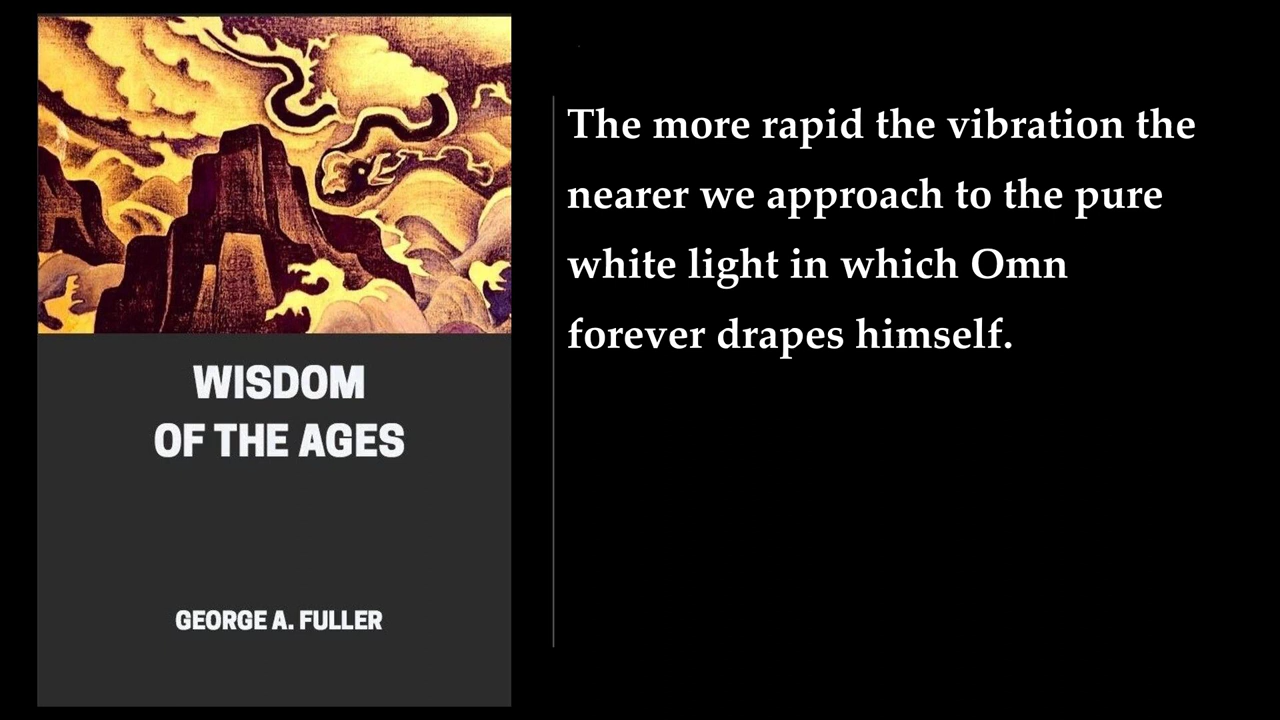 WISDOM
OF THE AGES
GEORGE A. FULLER
The more rapid the vibration the
nearer we approach to the pure
white light in which Omn
forever drapes himself.